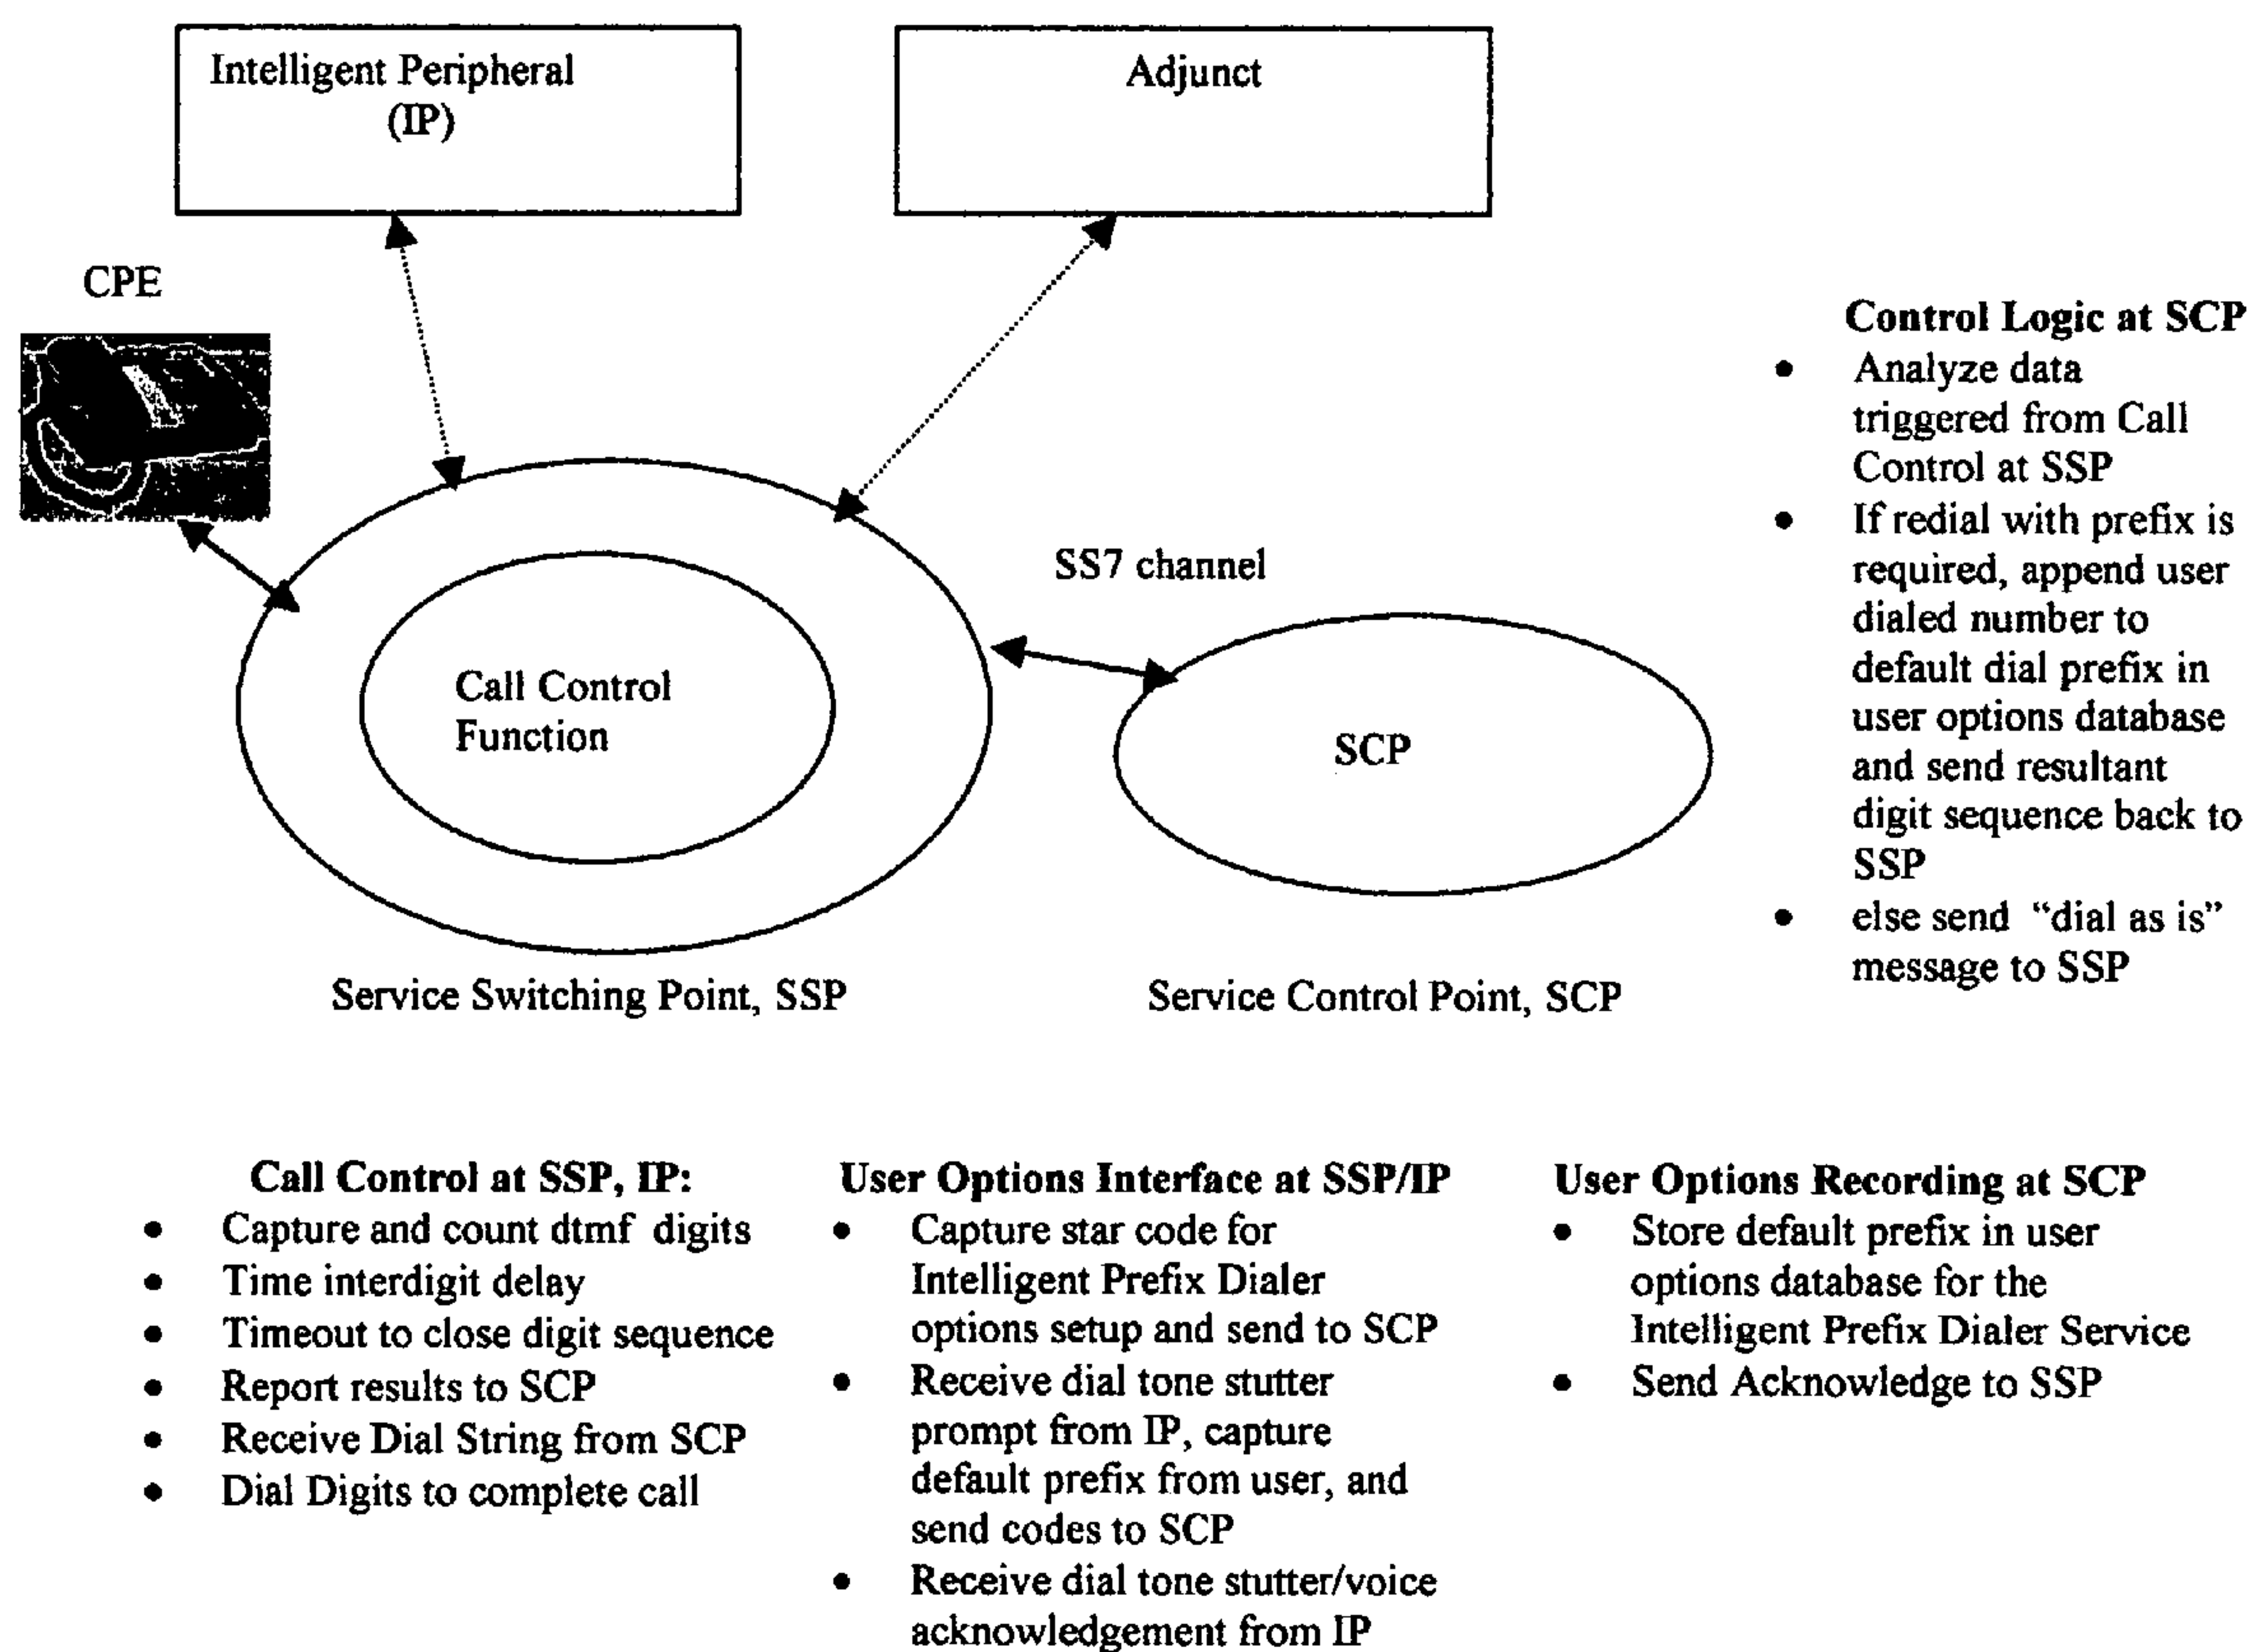 Intelligent Peripheral
(IP)
Adjunct
CPE
SS7 channel
Call Control
Function
SCP
Service Switching Point, SSP
Service Control Point, SCP
Control Logic at SCP
• Analyze data
triggered from Call
Control at SSP
• If redial with prefix is
required, append user
dialed number to
default dial prefix in
user options database
and send resultant
digit sequence back to
SSP
• else send “dial as is”
message to SSP
Call Control at SSP, IP:
• Capture and count dtmf digits
• Time interdigit delay
• Timeout to close digit sequence
• Report results to SCP
• Receive Dial String from SCP
• Dial Digits to complete call
User Options Interface at SSP/IP
• Capture star code for
Intelligent Prefix Dialer
options setup and send to SCP
• Receive dial tone stutter
prompt from IP, capture
default prefix from user, and
send codes to SCP
• Receive dial tone stutter/voice
acknowledgement from IP
User Options Recording at SCP
• Store default prefix in user
options database for the
Intelligent Prefix Dialer Service
• Send Acknowledge to SSP